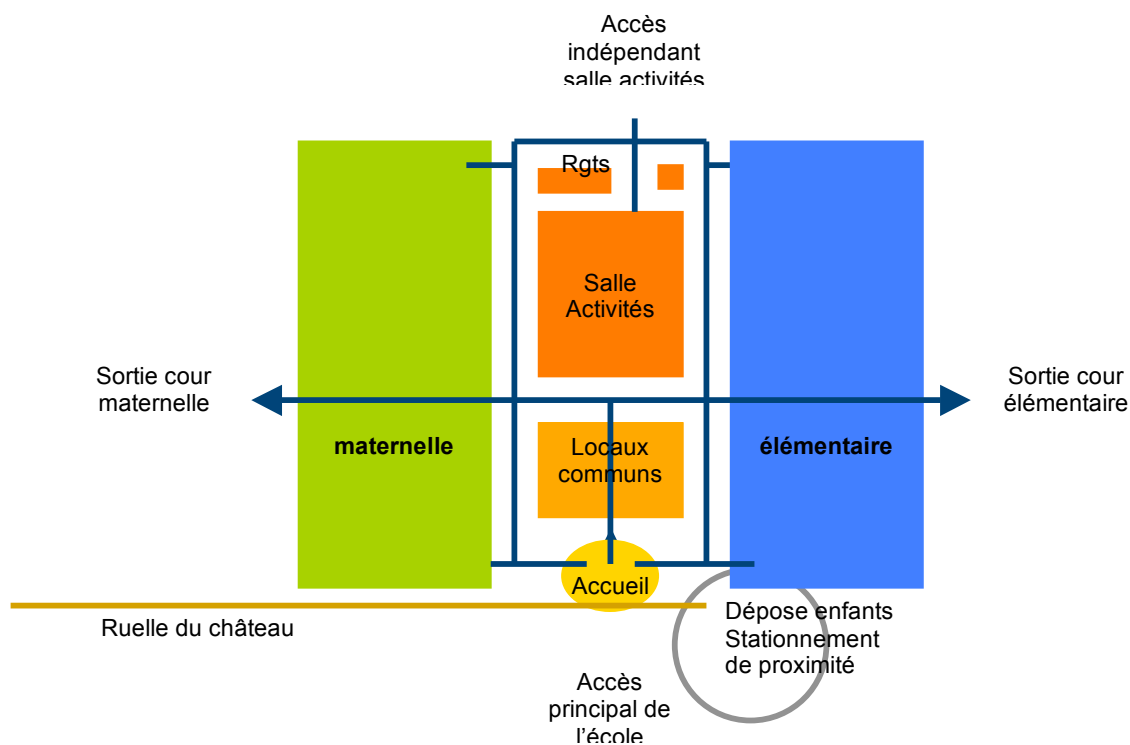 Accès
indépendant
salle activités
Rgts
Salle
Activités
Sortie cour
maternelle
Sortie cour
élémentaire
maternelle
Locaux
communs
élémentaire
Accueil
Ruelle du château
Dépose enfants
Stationnement
de proximité
Accès
principal de
l'école